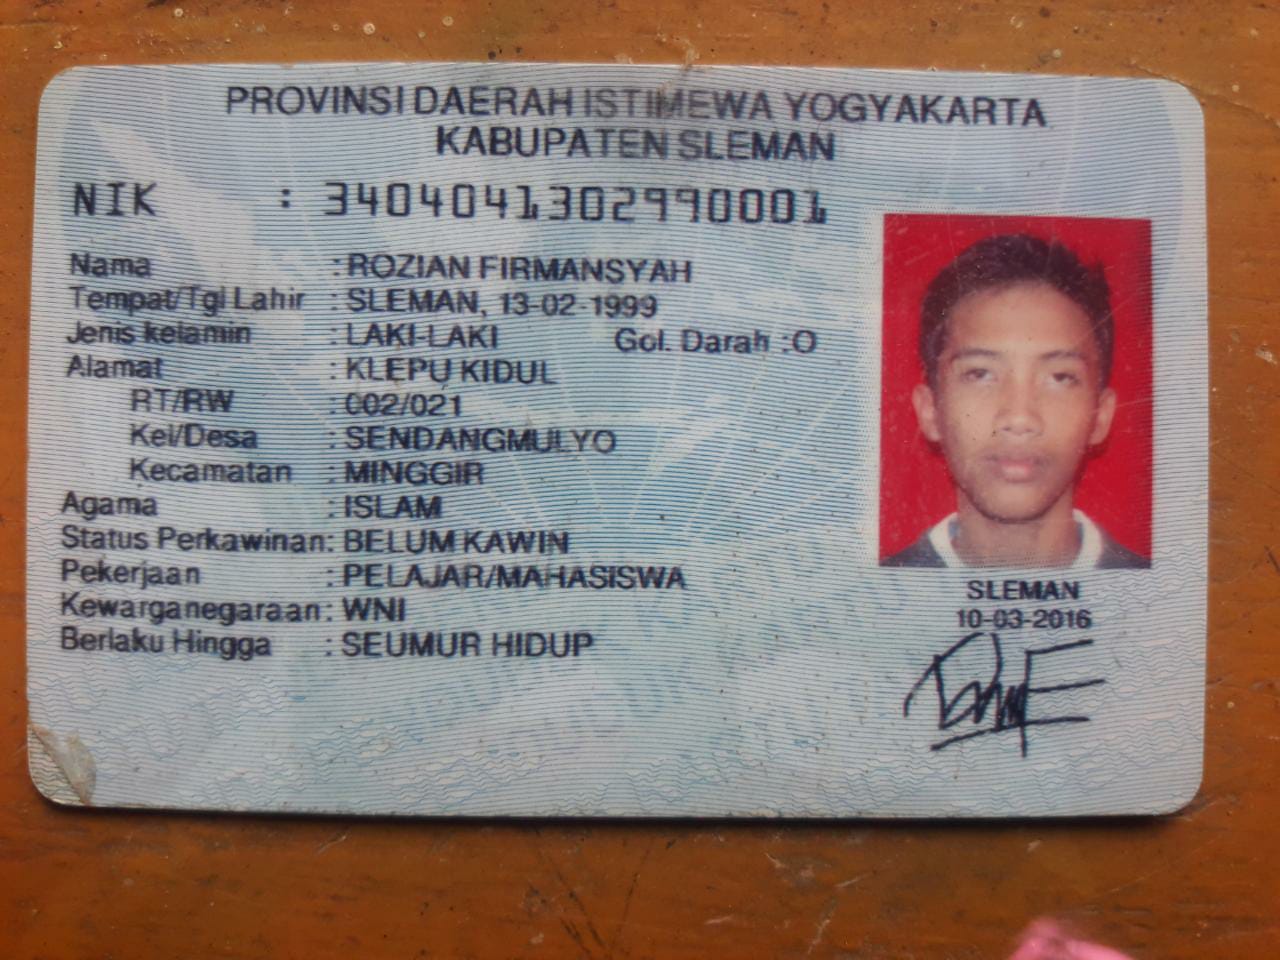 PROVINSI DAERAH ISTIMEWA YOGYAKARTA
KABUPATEN SLEMAN
NIK : 3404041302990001
Nama : ROZIAN FIRMANSYAH
Tempat/Tgl Lahir : SLEMAN, 13-02-1999
Jenis kelamin : LAKI-LAKI Gol. Darah :O
Alamat : KLEPU KIDUL
RT/RW : 002/021
Kel/Desa : SENDANGMULYO
Kecamatan : MINGGIR
Agama : ISLAM
Status Perkawinan: BELUM KAWIN
Pekerjaan : PELAJAR/MAHASISWA
Kewarganegaraan: WNI
Berlaku Hingga : SEUMUR HIDUP
SLEMAN
10-03-2016